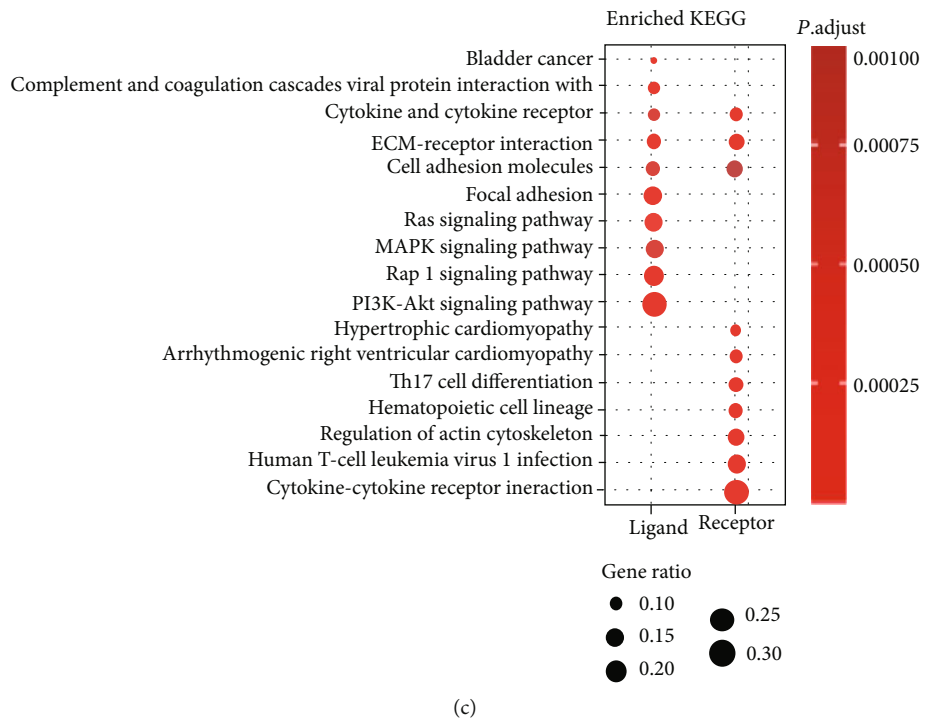 Enriched KEGG
P.adjust
Bladder cancer
Complement and coagulation cascades viral protein interaction with
Cytokine and cytokine receptor
ECM-receptor interaction
Cell adhesion molecules
Focal adhesion
Ras signaling pathway
MAPK signaling pathway
Rap 1 signaling pathway
PI3K-Akt signaling pathway
Hypertrophic cardiomyopathy
Arrhythmogenic right ventricular cardiomyopathy
Th17 cell differentiation
Hematopoietic cell lineage
Regulation of actin cytoskeleton
Human T-cell leukemia virus 1 infection
Cytokine-cytokine receptor ineraction
Ligand Receptor
0.00100
0.00075
0.00050
0.00025
Gene ratio
0.10
0.15
0.20
0.25
0.30
(c)